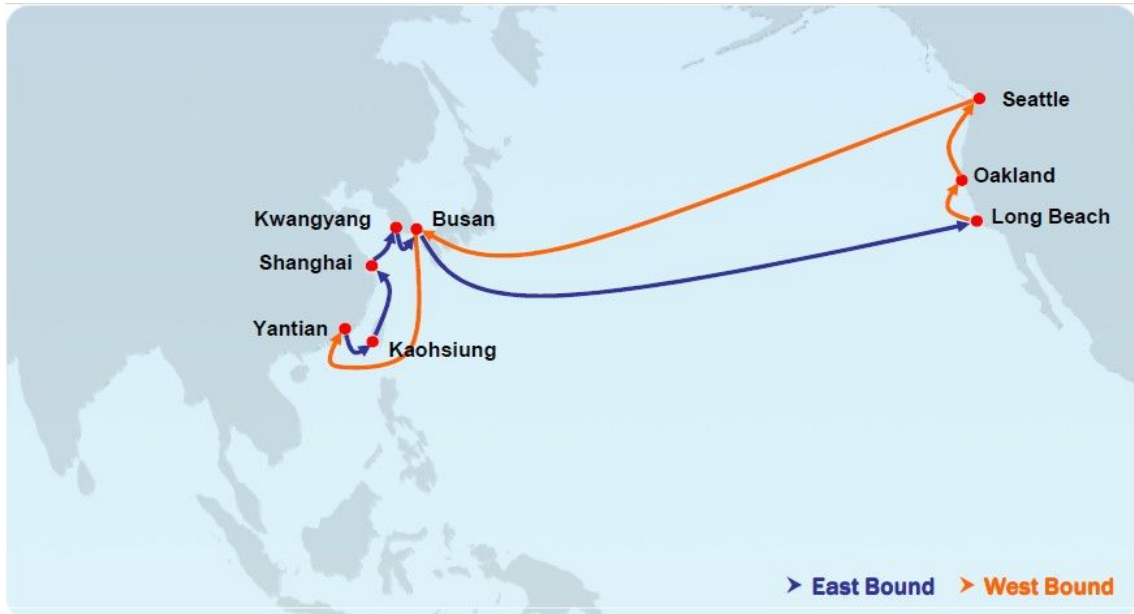 Seattle
Oakland
Kwangyang
Busan
Long Beach
Shanghai
Yantian
Kaohsiung
East Bound
West Bound